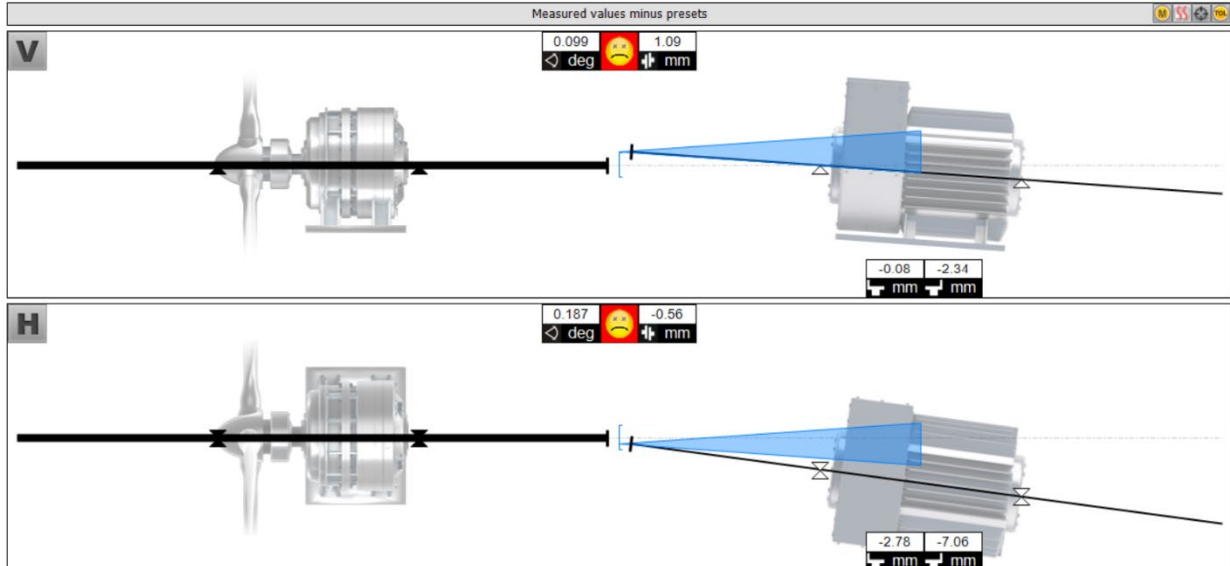 Measured values minus presets
M TOL
V
0.099 1.09
deg mm
-0.08 -2.34
mm mm
H
0.187 -0.56
deg mm
-2.78 -7.06
mm mm